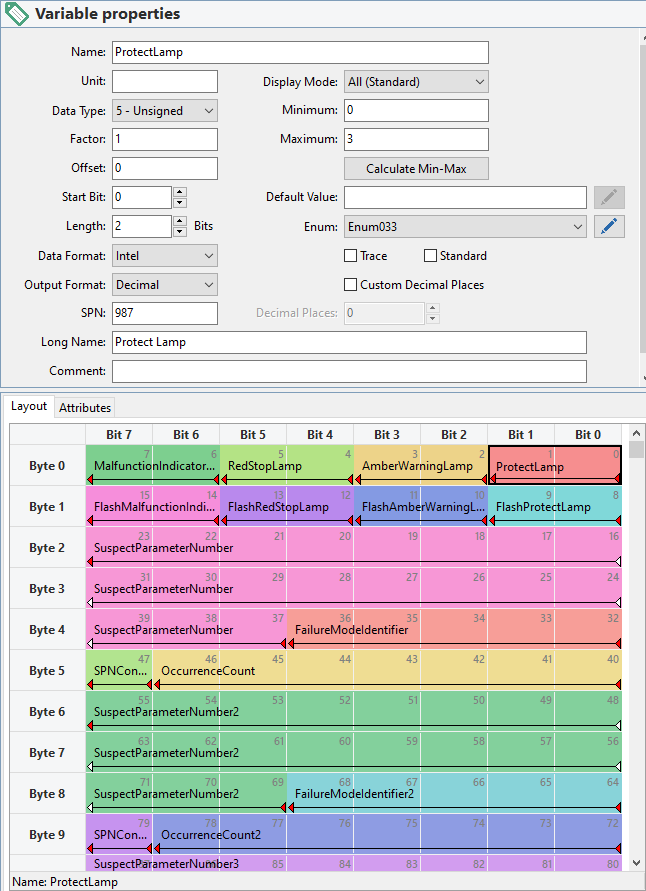 Variable properties
Name: ProtectLamp
Unit: Display Mode: All (Standard)
Data Type: 5 - Unsigned Minimum: 0
Factor: 1 Maximum: 3
Offset: 0 Calculate Min-Max
Start Bit: 0 Default Value:
Length: 2 Bits Enum: Enum033
Data Format: Intel Trace Standard
Output Format: Decimal Custom Decimal Places
SPN: 987 Decimal Places: 0
Long Name: Protect Lamp
Comment:
Layout Attributes
Bit 7 Bit 6 Bit 5 Bit 4 Bit 3 Bit 2 Bit 1 Bit 0
7 6 5 4 3 2 1 0
Byte 0 MalfunctionIndicator... RedStopLamp AmberWarningLamp ProtectLamp
15 14 13 12 11 10 9 8
Byte 1 FlashMalfunctionIndi... FlashRedStopLamp FlashAmberWarningL... FlashProtectLamp
23 22 21 20 19 18 17 16
Byte 2 SuspectParameterNumber
31 30 29 28 27 26 25 24
Byte 3 SuspectParameterNumber
39 38 37 36 35 34 33 32
Byte 4 SuspectParameterNumber FailureModeIdentifier
47 46 45 44 43 42 41 40
Byte 5 SPNCon... OccurrenceCount
55 54 53 52 51 50 49 48
Byte 6 SuspectParameterNumber2
63 62 61 60 59 58 57 56
Byte 7 SuspectParameterNumber2
71 70 69 68 67 66 65 64
Byte 8 SuspectParameterNumber2 FailureModeIdentifier2
79 78 77 76 75 74 73 72
Byte 9 SPNCon... OccurrenceCount2
SuspectParameterNumber3 85 84 83 82 81 80
Name: ProtectLamp